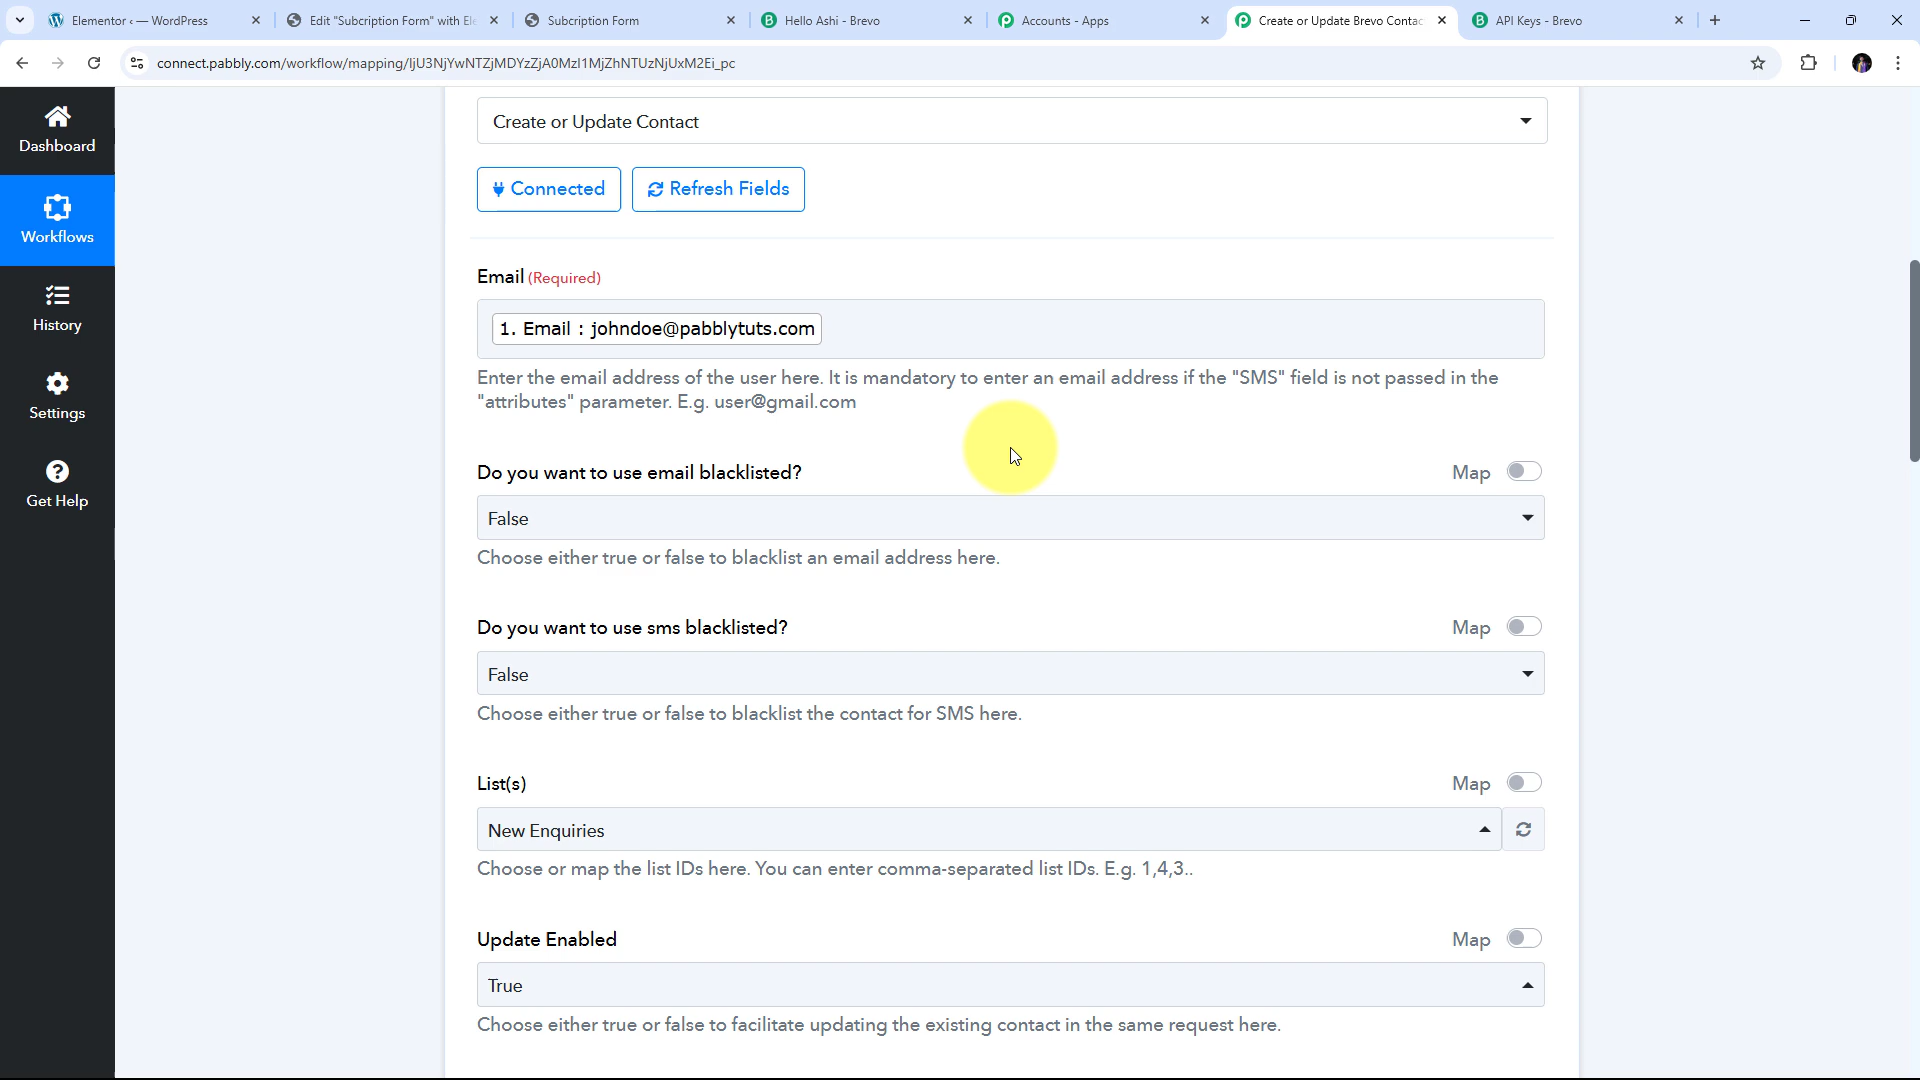 Elementor ‹ — WordPress
Edit "Subcription Form" with Ele
Subcription Form
Hello Ashi - Brevo
Accounts - Apps
Create or Update Brevo Contac
API Keys - Brevo
connect.pabbly.com/workflow/mapping/IjU3NjYwNTZjMDYzZjA0MzI1MjZhNTUzNjUxM2Ei_pc
Dashboard
Workflows
History
Settings
Get Help
Create or Update Contact
Connected
Refresh Fields
Email (Required)
1. Email : johndoe@pabblytuts.com
Enter the email address of the user here. It is mandatory to enter an email address if the "SMS" field is not passed in the
"attributes" parameter. E.g. user@gmail.com
Do you want to use email blacklisted? Map
False
Choose either true or false to blacklist an email address here.
Do you want to use sms blacklisted? Map
False
Choose either true or false to blacklist the contact for SMS here.
List(s) Map
New Enquiries
Choose or map the list IDs here. You can enter comma-separated list IDs. E.g. 1,4,3..
Update Enabled Map
True
Choose either true or false to facilitate updating the existing contact in the same request here.